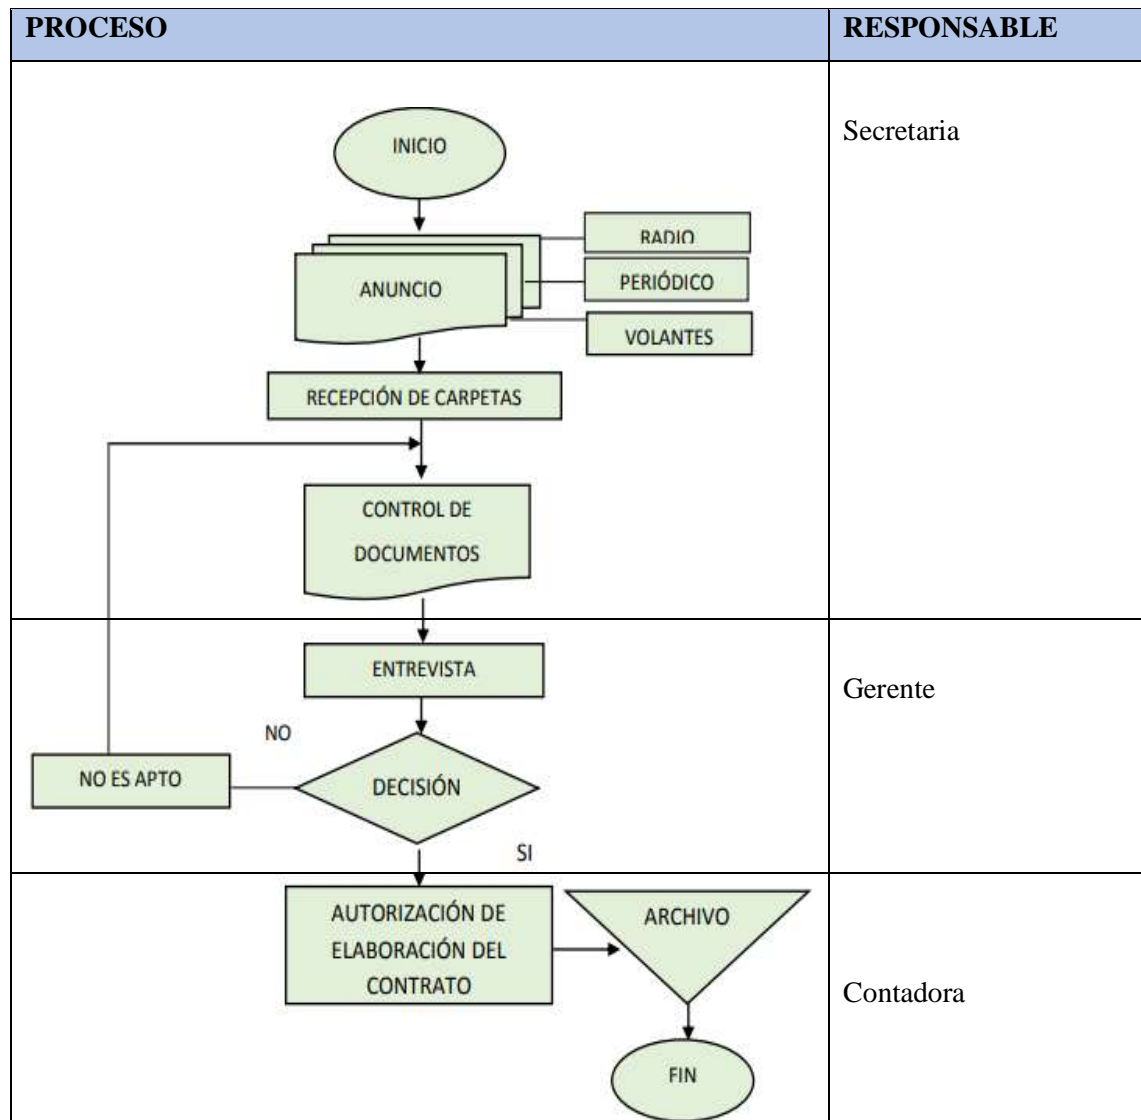 PROCESO
RESPONSABLE
INICIO
Secretaria
RADIO
ANUNCIO
PERIÓDICO
VOLANTES
RECEPCIÓN DE CARPETAS
CONTROL DE
DOCUMENTOS
ENTREVISTA
Gerente
NO
NO ES APTO
DECISIÓN
SI
AUTORIZACIÓN DE
ELABORACIÓN DEL
CONTRATO
ARCHIVO
Contadora
FIN